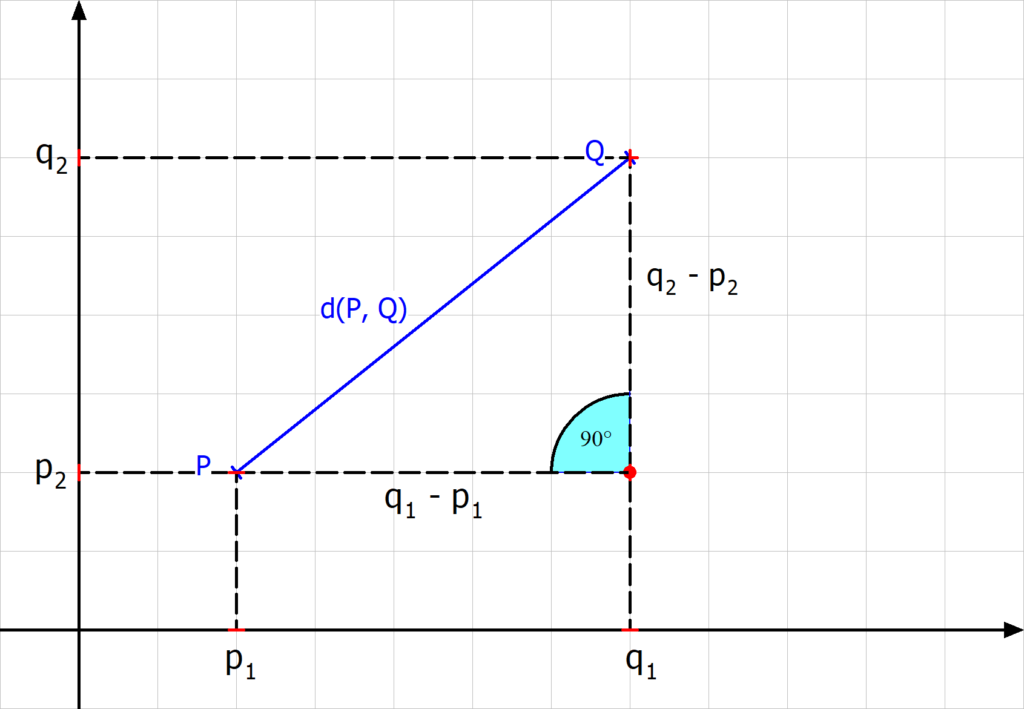 q₂
Q
q₂ - p₂
d(P, Q)
90°
p₂
P
q₁ - p₁
p₁
q₁